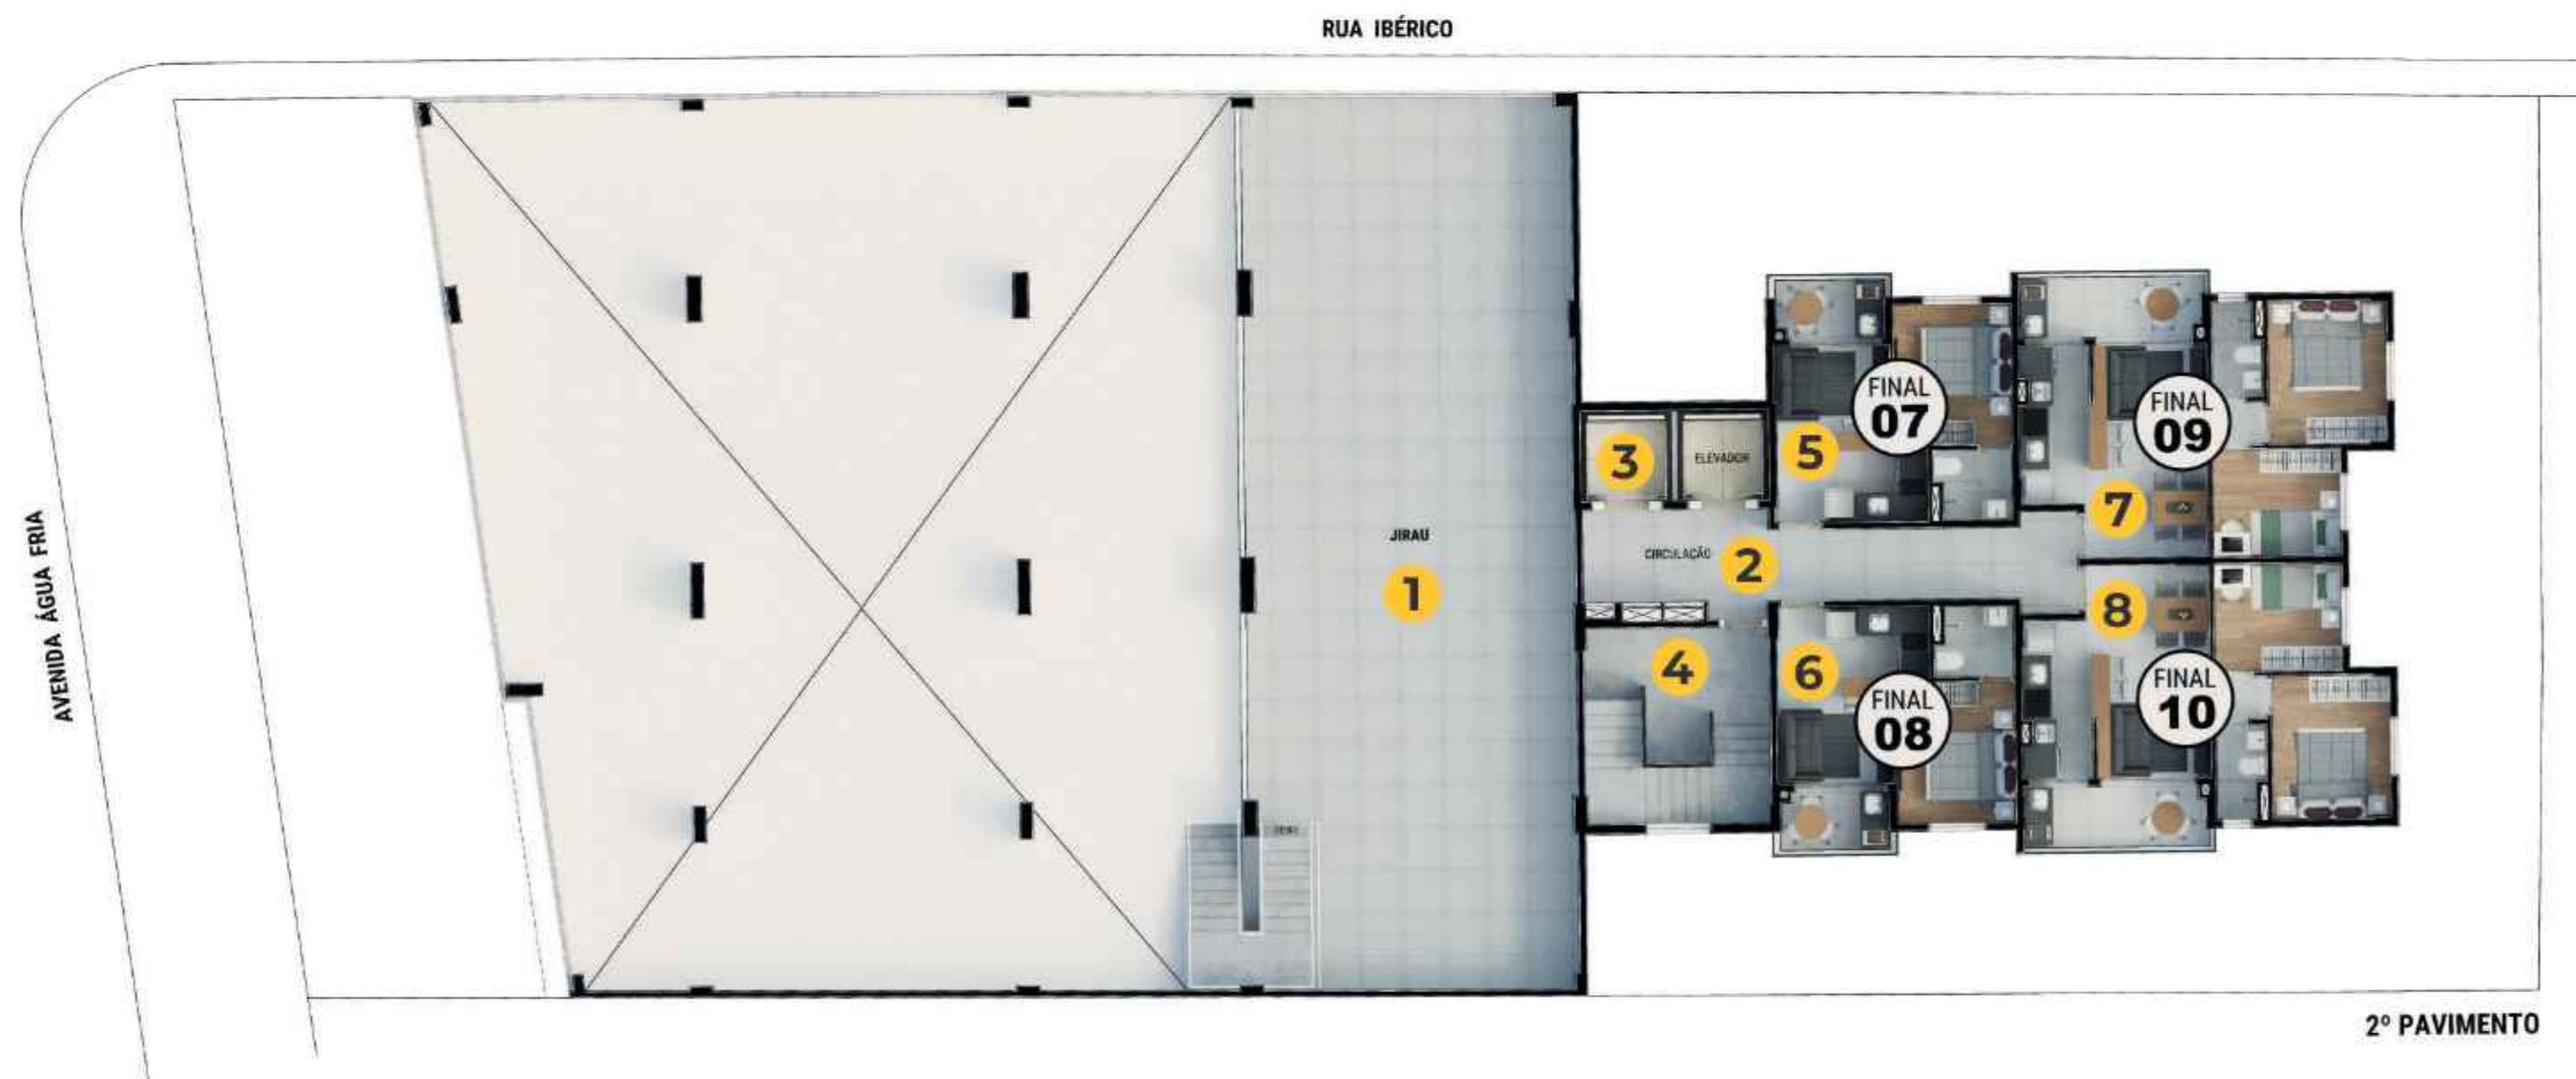 RUA IBÉRICO
AVENIDA ÁGUA FRIA
JIRAU
1
CIRCULAÇÃO
2
3
ELEVADOR
4
5
FINAL
07
6
FINAL
08
7
FINAL
09
8
FINAL
10
2º PAVIMENTO